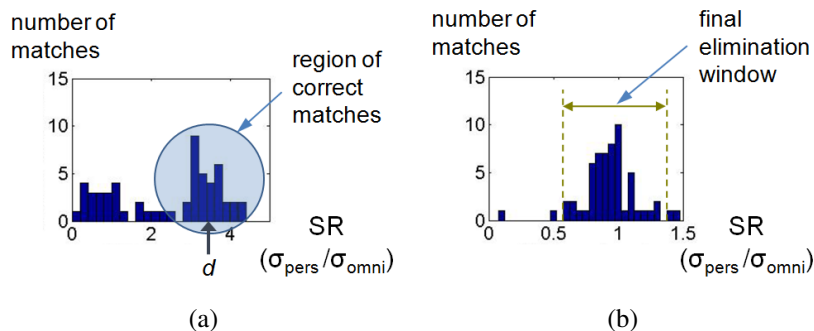 number of
matches
15
10
5
0
0
2
4
region of
correct
matches
d
SR
(σpers/σomni)
(a)
number of
matches
15
10
5
0
0
0.5
1
1.5
final
elimination
window
SR
(σpers/σomni)
(b)